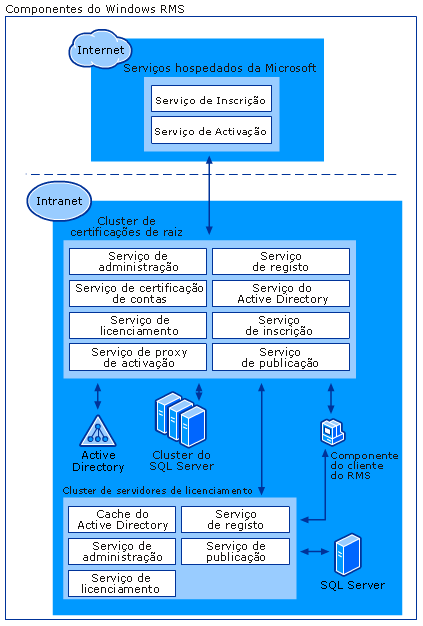 Componentes do Windows RMS
Internet
Serviços hospedados da Microsoft
Serviço de Inscrição
Serviço de Activação
Intranet
Cluster de
certificações de raiz
Serviço de
administração
Serviço
de registo
Serviço de certificação
de contas
Serviço do
Active Directory
Serviço de
licenciamento
Serviço de
inscrição
Serviço de proxy
de activação
Serviço
de publicação
Active
Directory
Cluster do
SQL Server
Componente
do cliente
do RMS
Cluster de servidores de licenciamento
Cache do
Active Directory
Serviço
de registo
Serviço de
administração
Serviço de
publicação
Serviço de
licenciamento
SQL Server